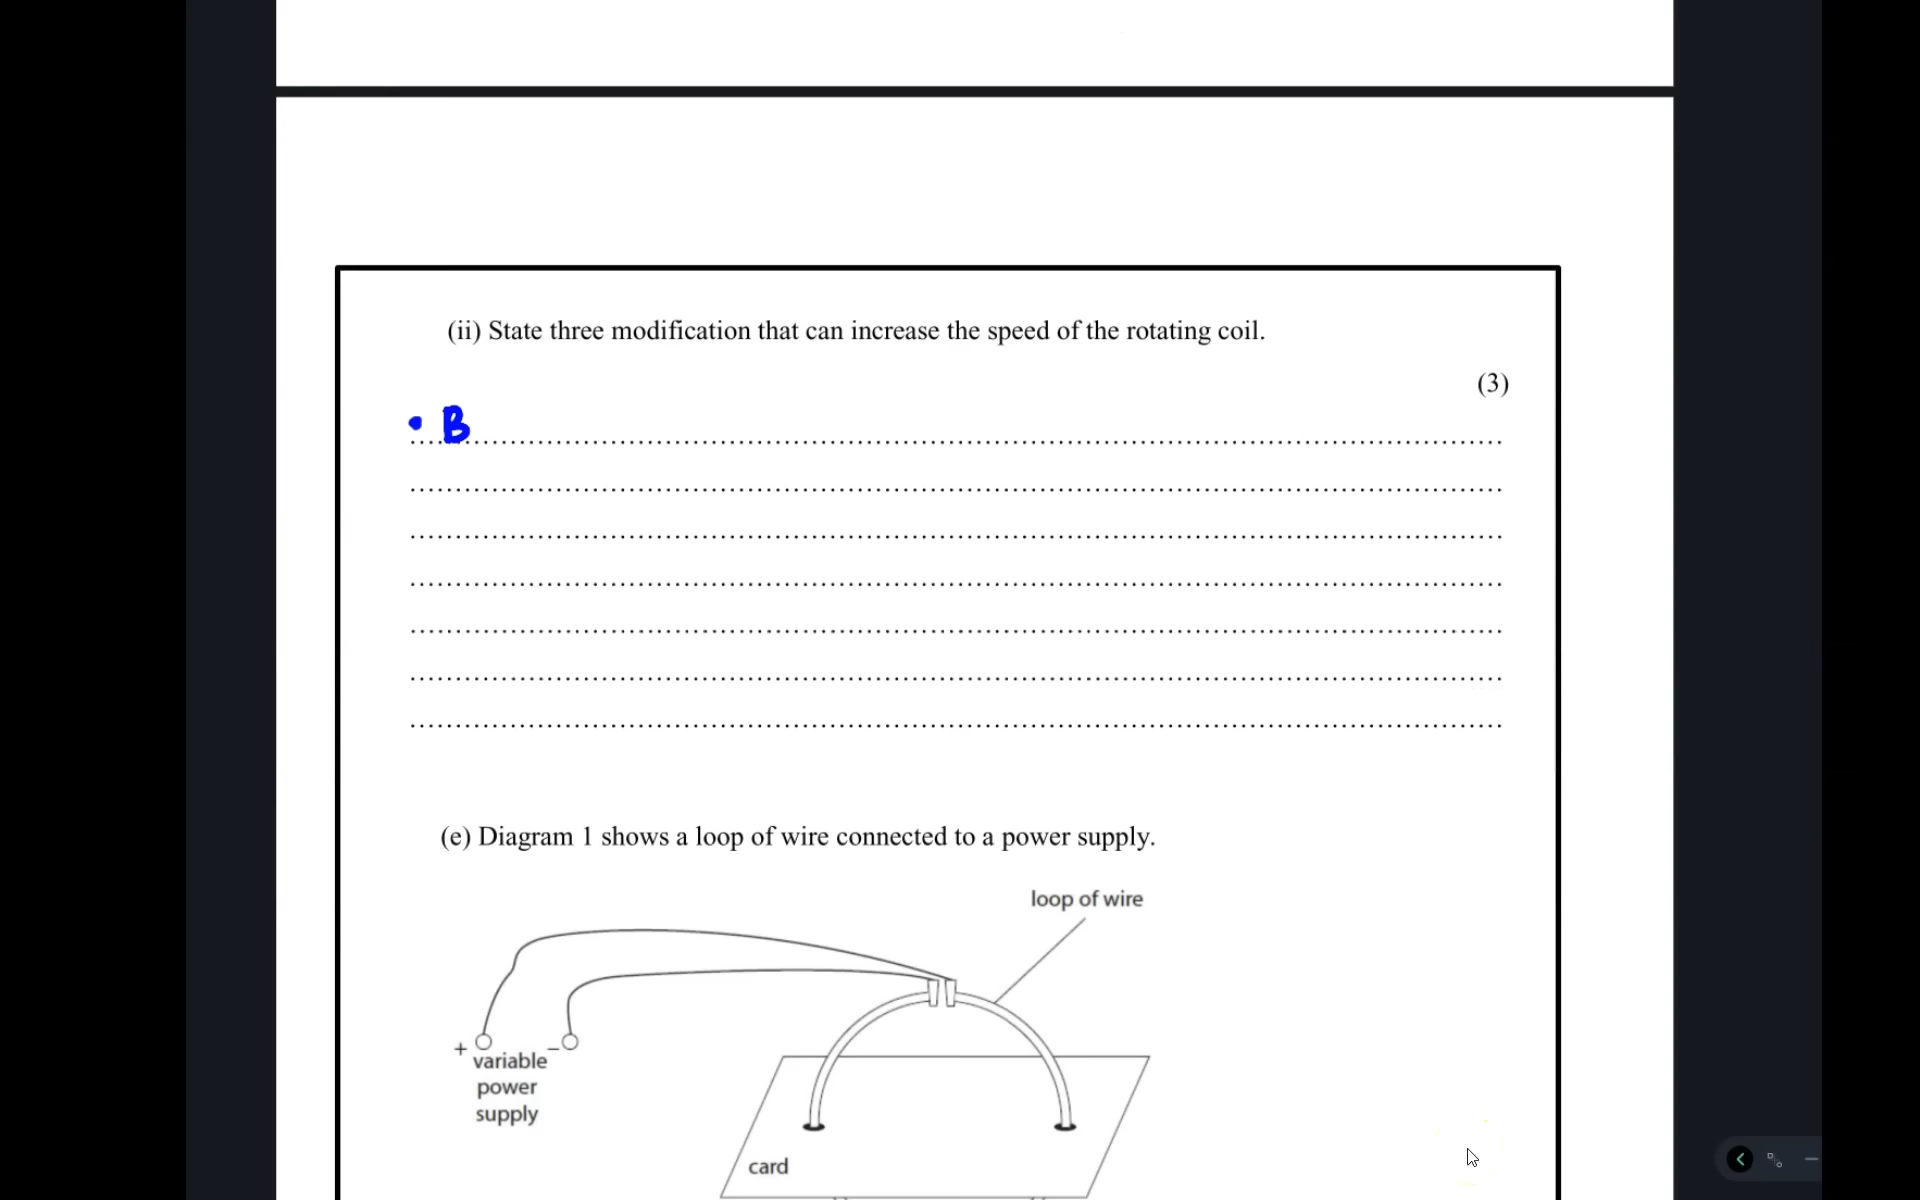 (ii) State three modification that can increase the speed of the rotating coil.
(3)
• B
(e) Diagram 1 shows a loop of wire connected to a power supply.
loop of wire
+
–
variable
power
supply
card